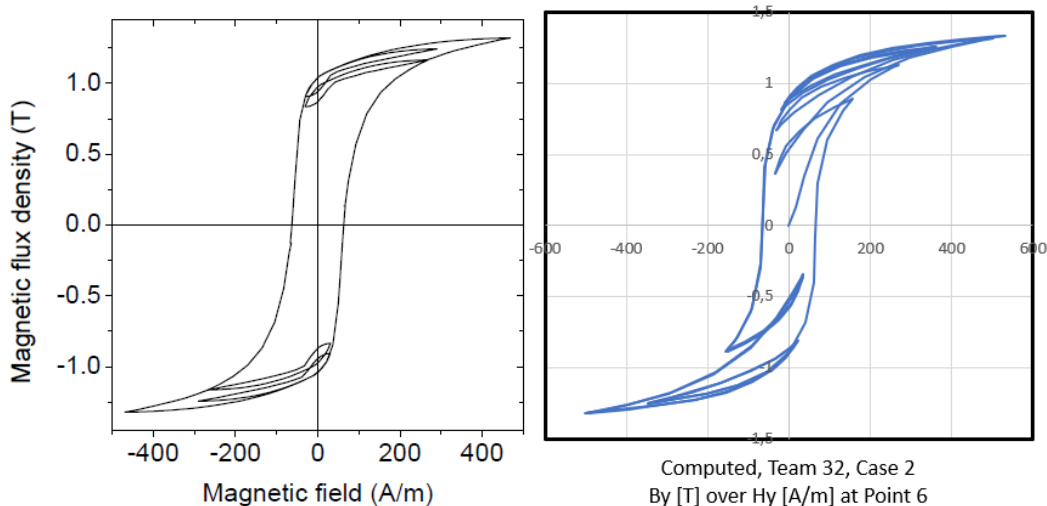 Magnetic flux density (T)
1.0
0.5
0.0
-0.5
-1.0
-400 -200 0 200 400
Magnetic field (A/m)
1,5
1
0,5
0
-0,5
-1
-1,5
-600 -400 -200 0 200 400 600
Computed, Team 32, Case 2
By [T] over Hy [A/m] at Point 6